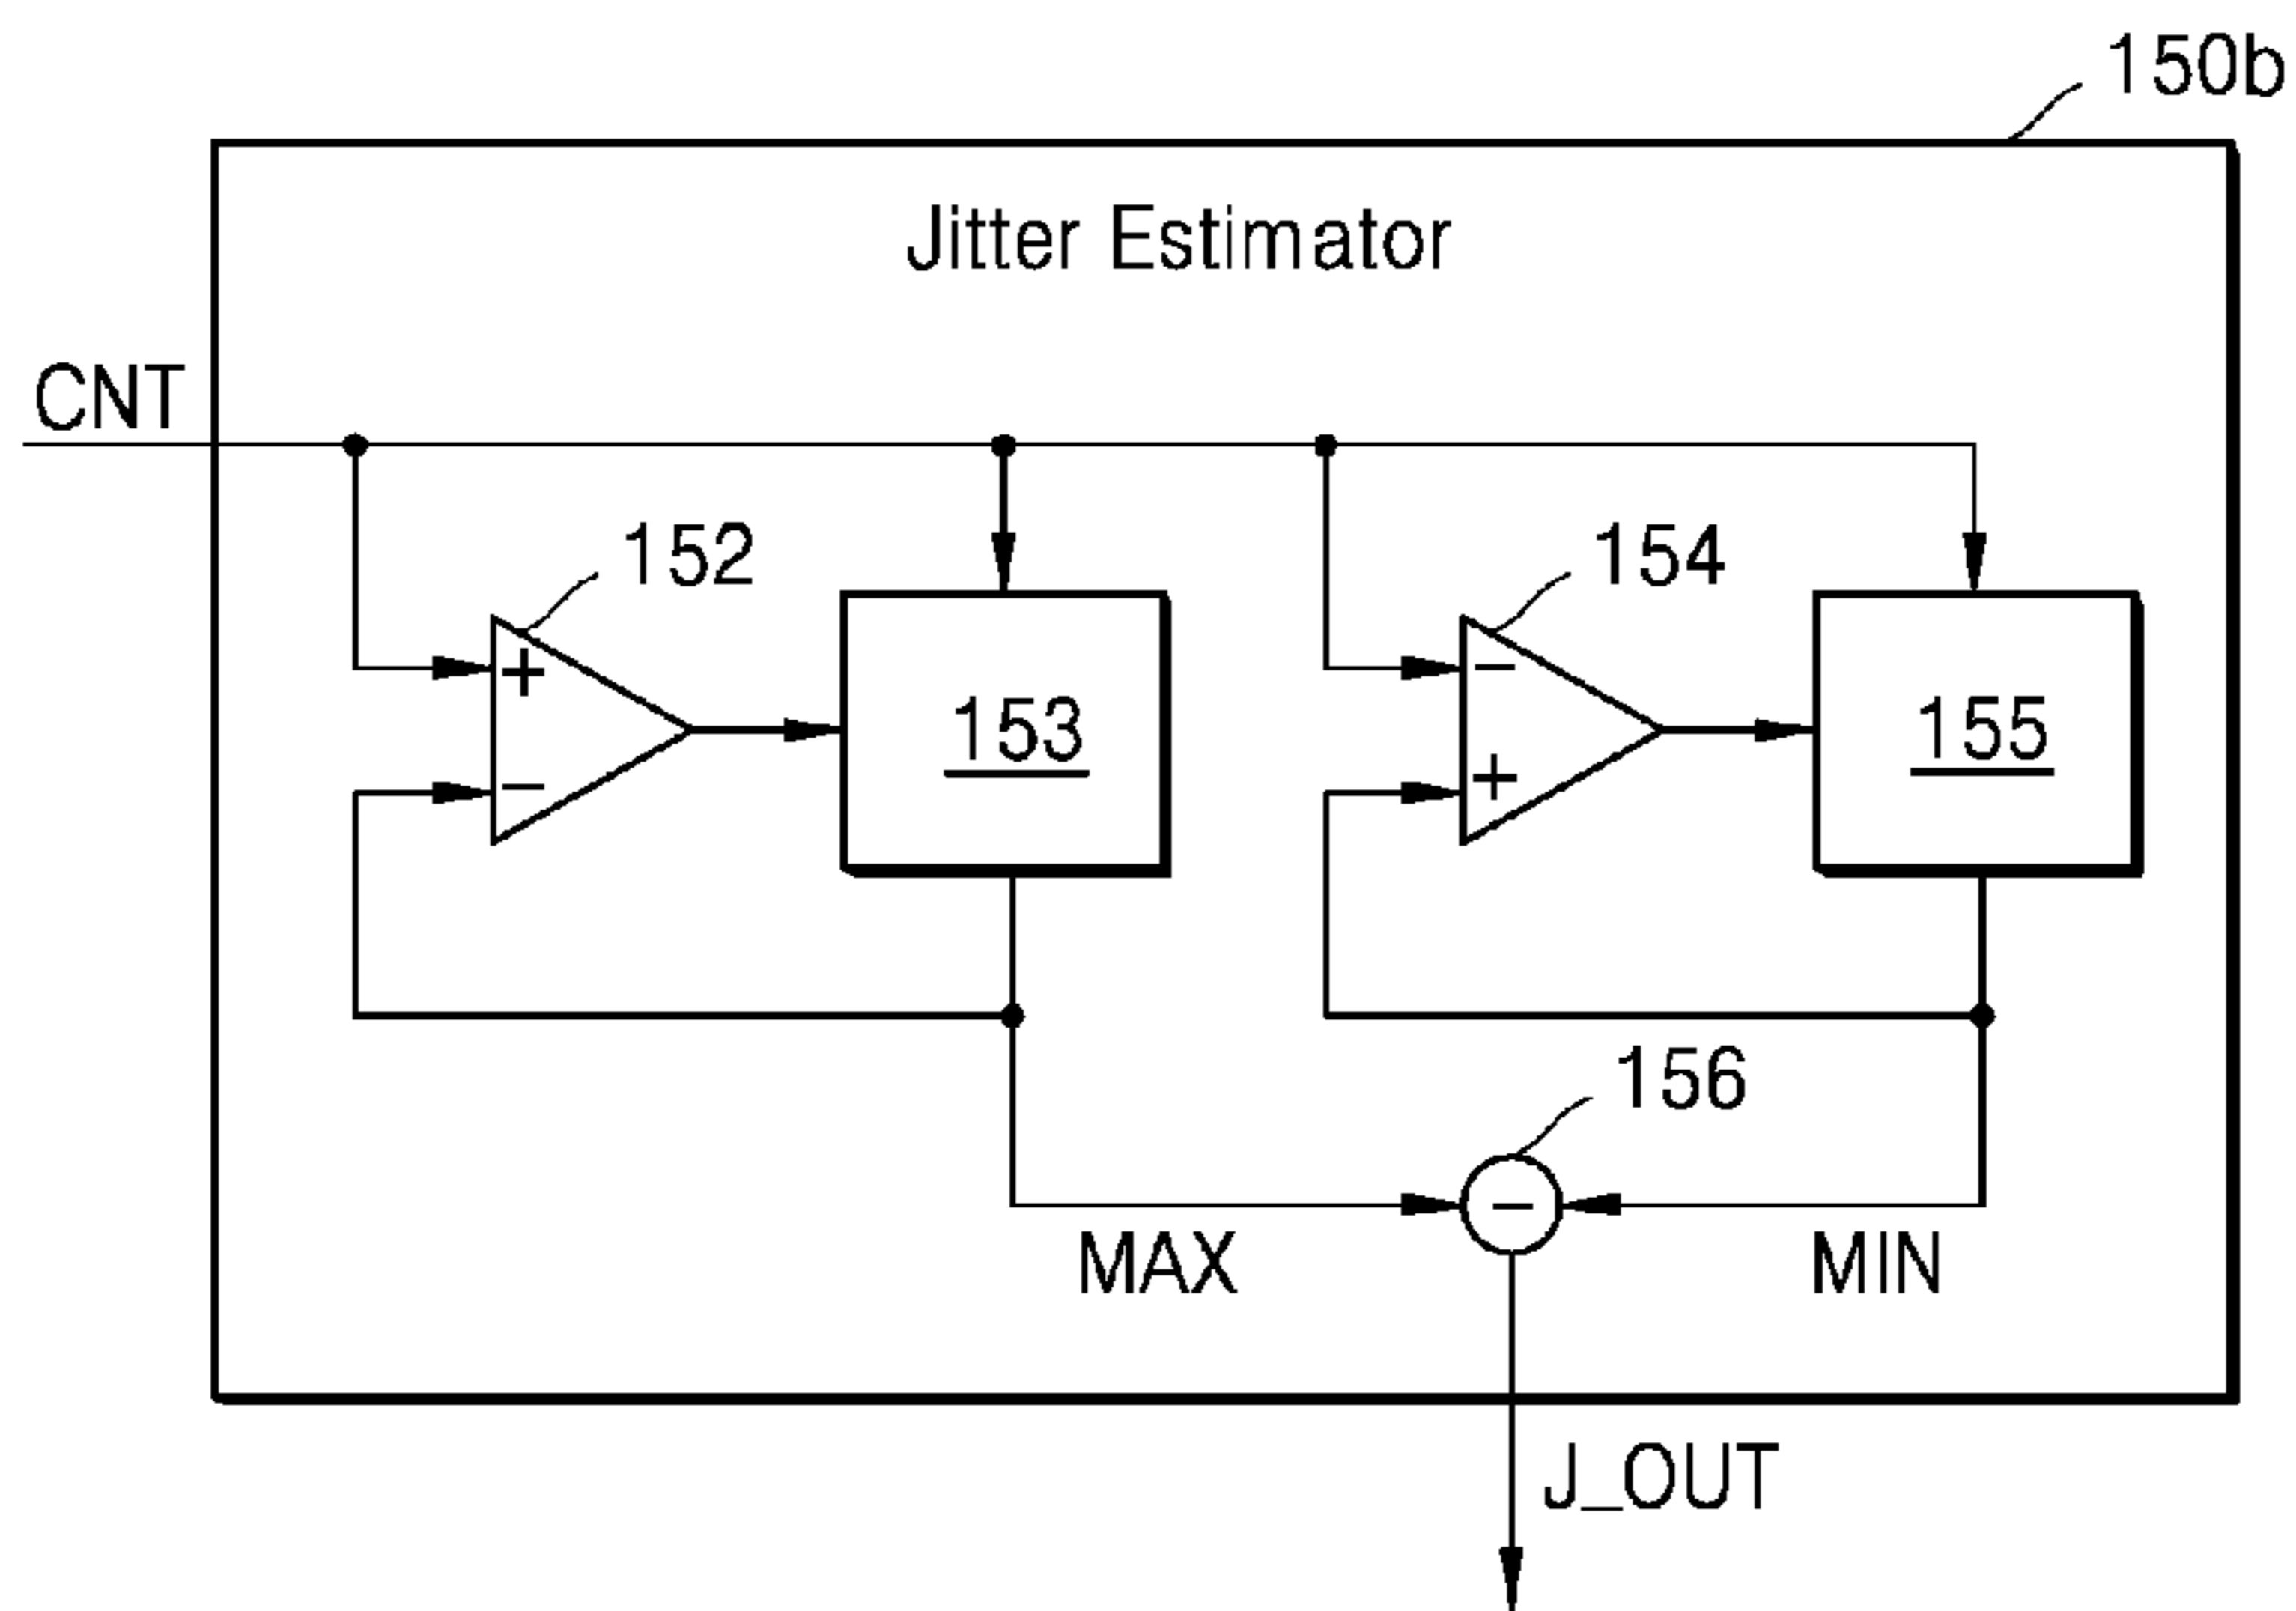 150b
Jitter Estimator
CNT
152
154
+
−
153
155
−
+
156
−
MAX
MIN
J_OUT